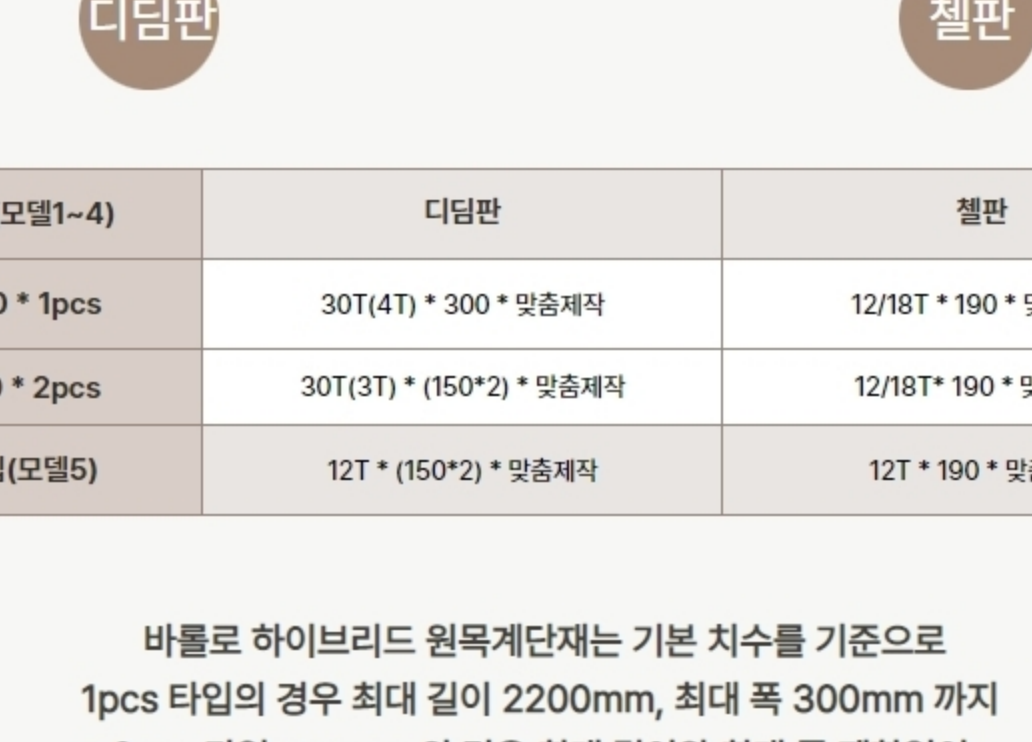 디딤판 첼판
모델1~4) 디딤판 첼판
* 1pcs 30T(4T) * 300 * 맞춤제작 12/18T * 190 *
* 2pcs 30T(3T) * (150*2) * 맞춤제작 12/18T* 190 *
(모델5) 12T * (150*2) * 맞춤제작 12T * 190 *
바롤로 하이브리드 원목계단재는 기본 치수를 기준으로
1pcs 타입의 경우 최대 길이 2200mm, 최대 폭 300mm 까지